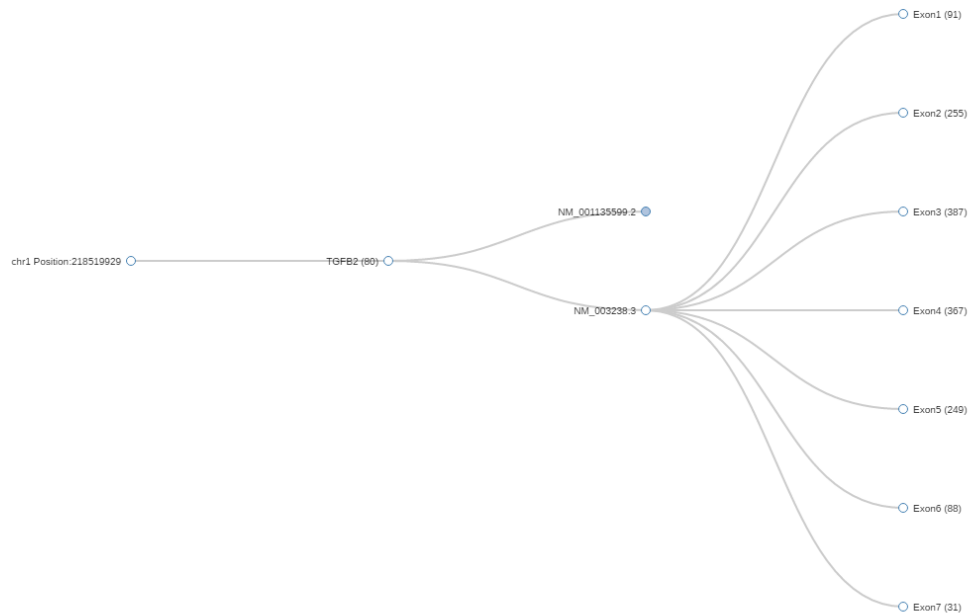 Exon1 (91)
Exon2 (255)
NM_001135599.2
Exon3 (387)
chr1 Position:218519929
TGFB2 (80)
NM_003238.3
Exon4 (367)
Exon5 (249)
Exon6 (88)
Exon7 (31)